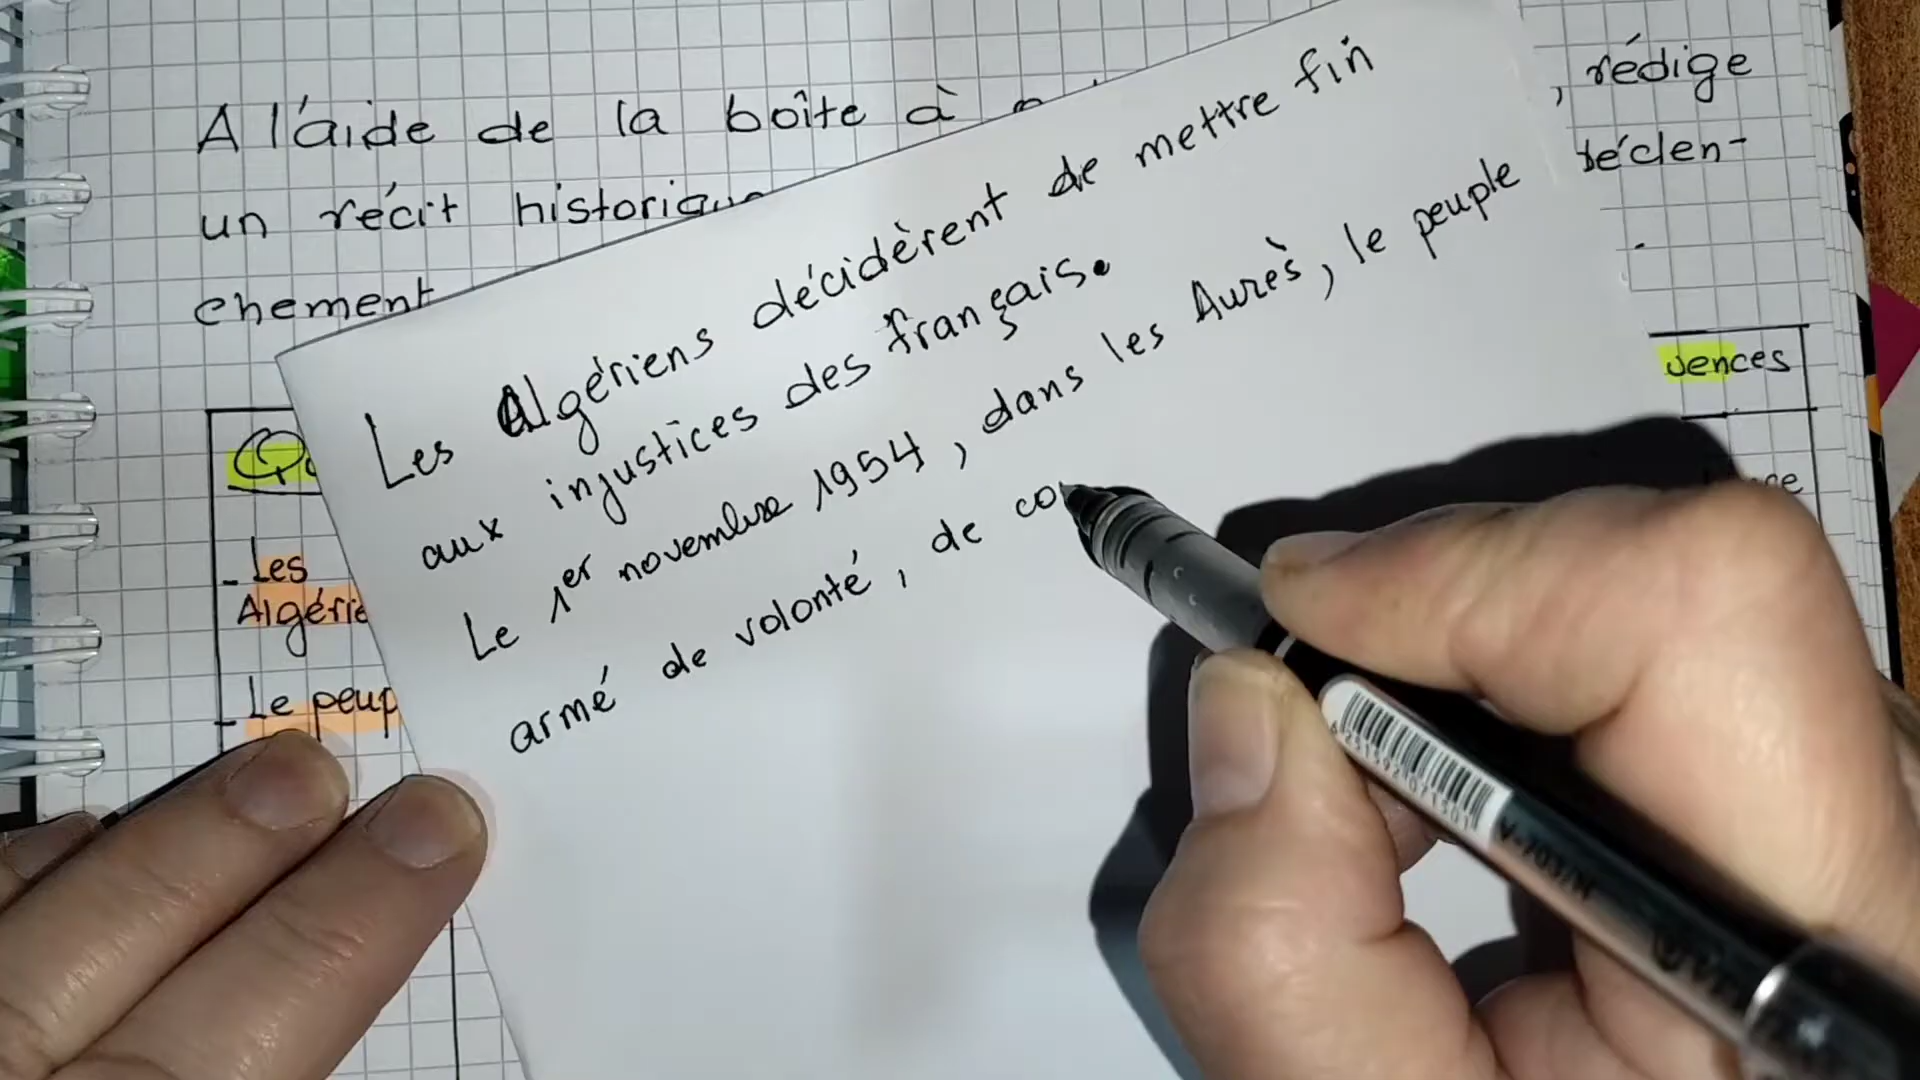 A l'aide de la boîte à
, rédige
un récit historique
déclen-
chement
.
Les Algériens décidèrent de mettre fin
aux injustices des français.
Le 1er novembre 1954, dans les Aurès, le peuple
armé de volonté, de co
uences
- Les
Algérie
- Le peup
6251592071501